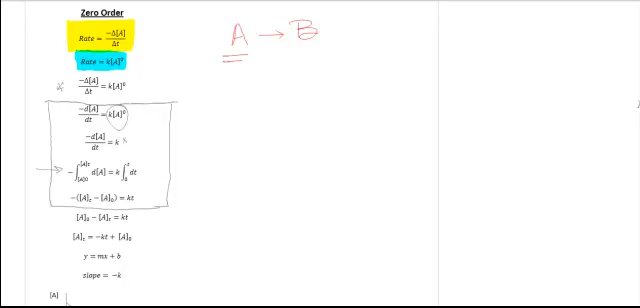 Zero Order
Rate = −Δ[A]/Δt
A → B
Rate = k[A]⁰
−Δ[A]/Δt = k[A]⁰
−d[A]/dt = k[A]⁰
−d[A]/dt = k
−∫_{[A]0}^{[A]t} d[A] = k ∫_0^t dt
−([A]ₜ − [A]₀) = kt
[A]₀ − [A]ₜ = kt
[A]ₜ = −kt + [A]₀
y = mx + b
slope = −k
[A]